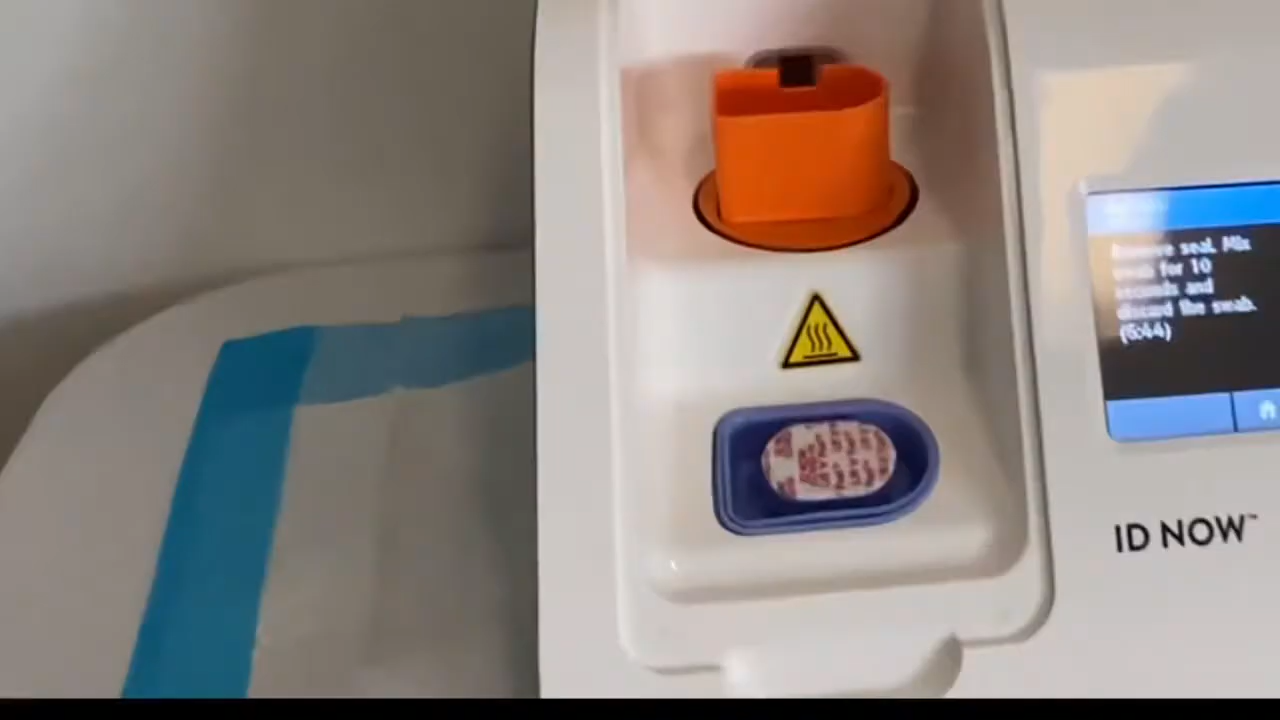 Remove seal. Mix
swab for 10
seconds and
discard the swab.
(6:44)
ID NOW™